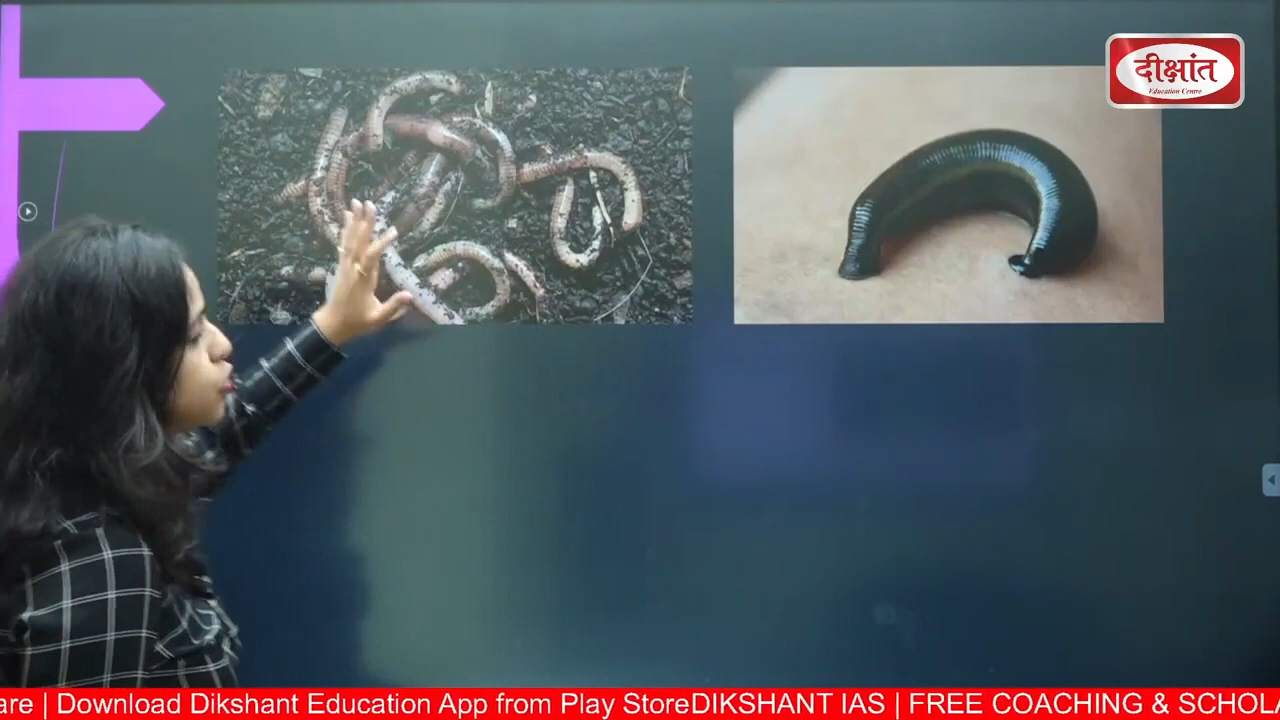 दीक्षांत
Education Centre
are | Download Dikshant Education App from Play StoreDIKSHANT IAS | FREE COACHING & SCHOLA